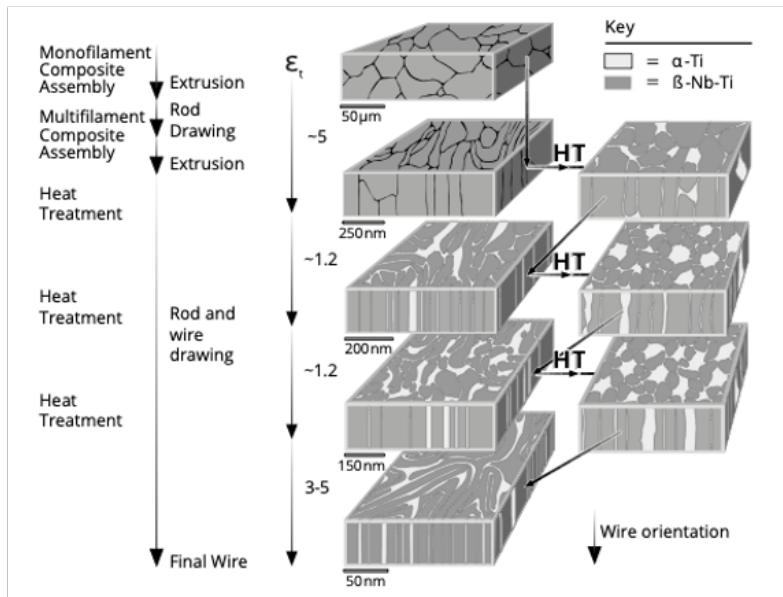 Monofilament
Composite
Assembly
Extrusion
Multifilament
Composite
Assembly
Rod
Drawing
Extrusion
Heat
Treatment
Heat
Treatment
Rod and
wire
drawing
Heat
Treatment
Final Wire
εt
~5
~1.2
~1.2
3-5
50µm
250nm
HT
200nm
HT
150nm
HT
50nm
Key
= α-Ti
= ß-Nb-Ti
Wire orientation